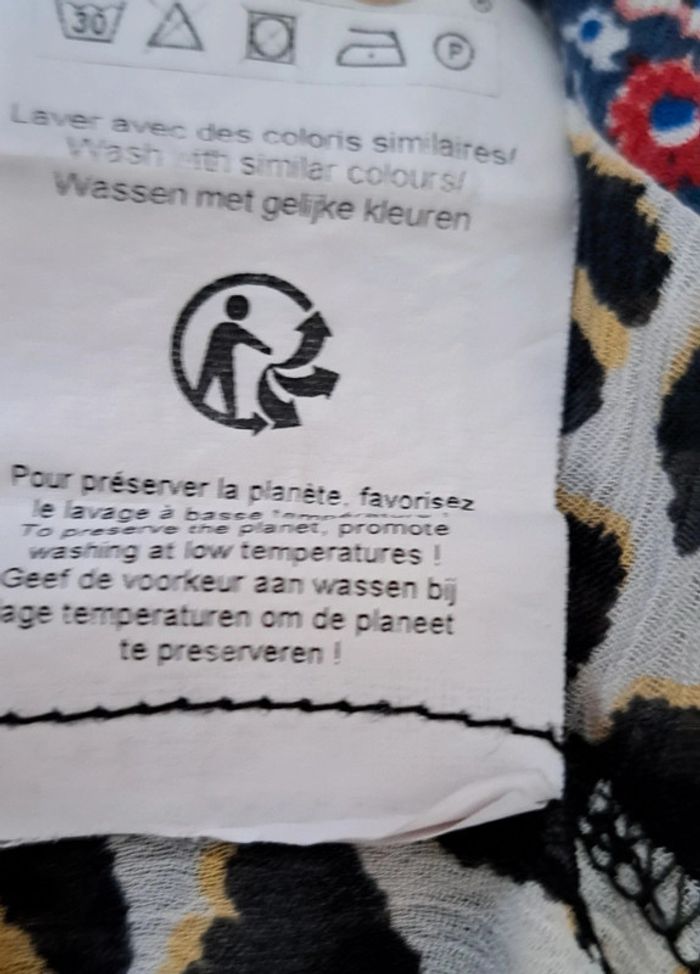 30
P
Laver avec des coloris similaires/
Wash with similar colours/
Wassen met gelijke kleuren
Pour préserver la planète, favorisez
le lavage à basse
To preserve the planet, promote
washing at low temperatures !
Geef de voorkeur aan wassen bij
lage temperaturen om de planeet
te preserveren !